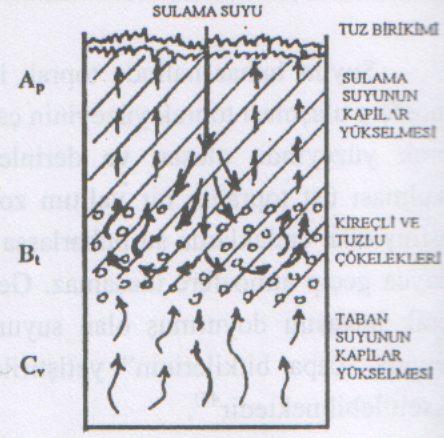 SULAMA SUYU
TUZ BİRİKİMİ
Ap
SULAMA
SUYUNUN
KAPİLAR
YÜKSELMESİ
KİREÇLİ VE
TUZLU
ÇÖKELEKLERİ
Bt
TABAN
SUYUNUN
KAPİLAR
YÜKSELMESİ
Cv